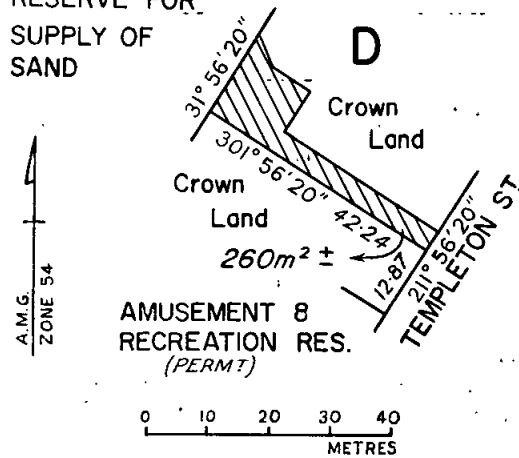 RESERVE FOR
SUPPLY OF
SAND
D
31° 56' 20"
Crown
Land
301° 56' 20"
42·24
Crown
Land
260m² ±
12·87
211° 56' 20"
TEMPLETON ST.
A.M.G.
ZONE 54
AMUSEMENT 8
RECREATION RES.
(PERMT)
0 10 20 30 40
METRES